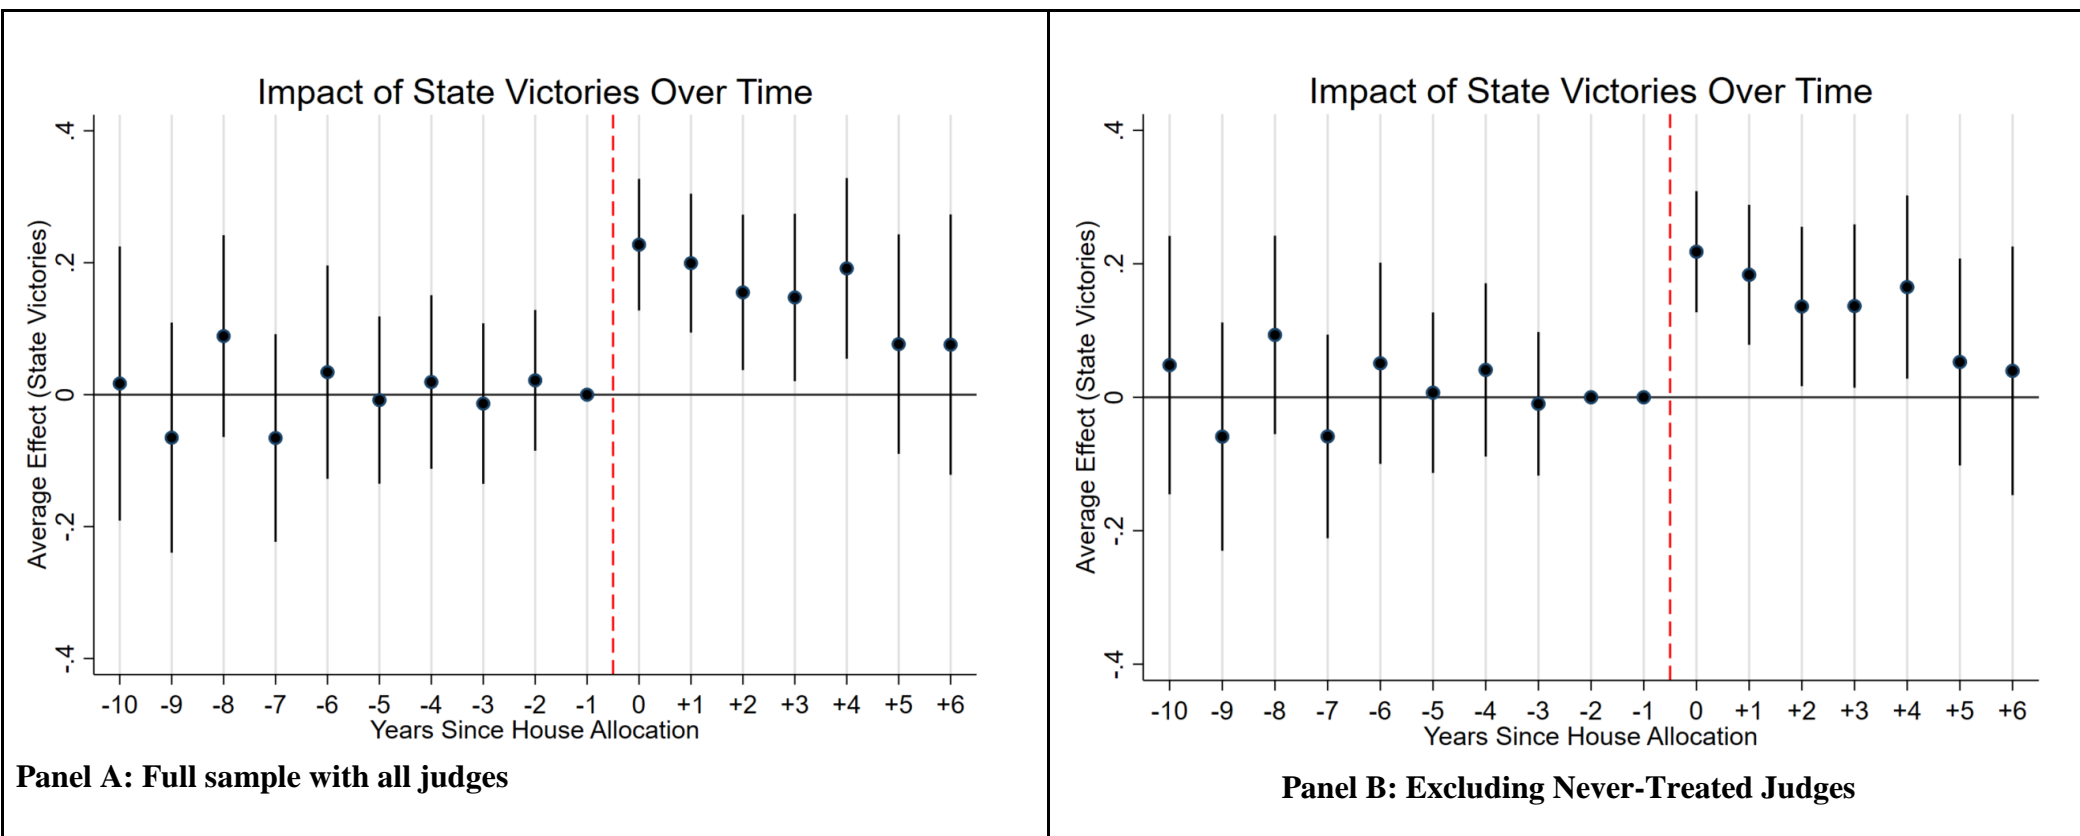 Impact of State Victories Over Time
Average Effect (State Victories)
.4
.2
0
-.2
-.4
-10 -9 -8 -7 -6 -5 -4 -3 -2 -1 0 +1 +2 +3 +4 +5 +6
Years Since House Allocation
Panel A: Full sample with all judges
Impact of State Victories Over Time
Average Effect (State Victories)
.4
.2
0
-.2
-.4
-10 -9 -8 -7 -6 -5 -4 -3 -2 -1 0 +1 +2 +3 +4 +5 +6
Years Since House Allocation
Panel B: Excluding Never-Treated Judges